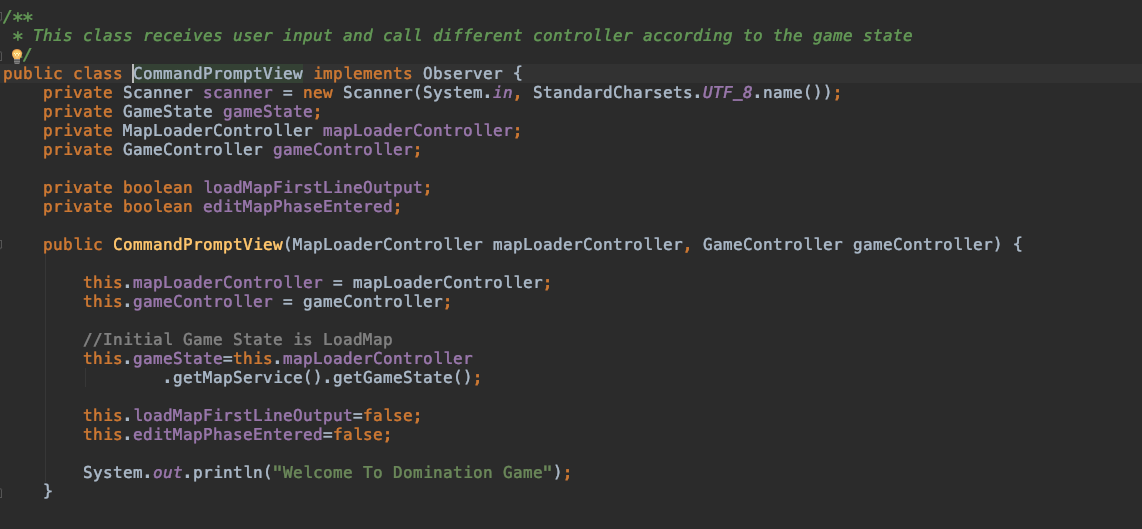 /**
 * This class receives user input and call different controller according to the game state
 */
public class CommandPromptView implements Observer {
    private Scanner scanner = new Scanner(System.in, StandardCharsets.UTF_8.name());
    private GameState gameState;
    private MapLoaderController mapLoaderController;
    private GameController gameController;

    private boolean loadMapFirstLineOutput;
    private boolean editMapPhaseEntered;

    public CommandPromptView(MapLoaderController mapLoaderController, GameController gameController) {

        this.mapLoaderController = mapLoaderController;
        this.gameController = gameController;

        //Initial Game State is LoadMap
        this.gameState=this.mapLoaderController
                .getMapService().getGameState();

        this.loadMapFirstLineOutput=false;
        this.editMapPhaseEntered=false;

        System.out.println("Welcome To Domination Game");
    }